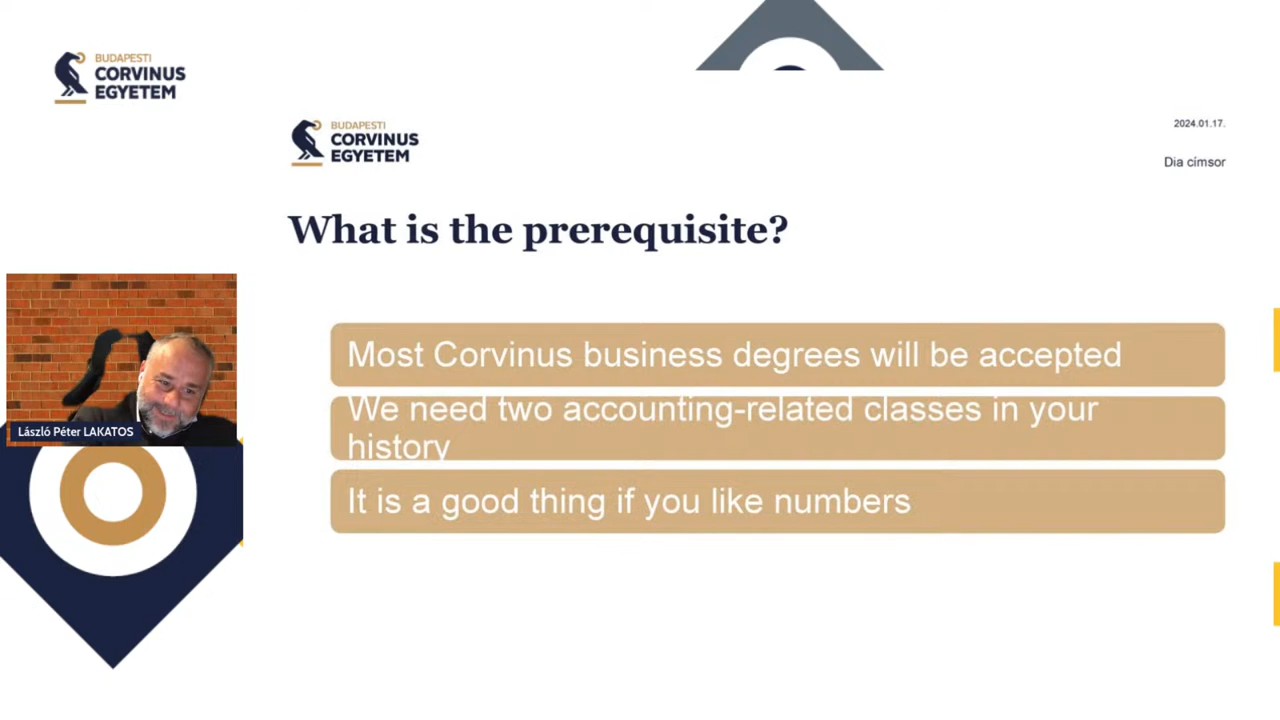 BUDAPESTI
CORVINUS
EGYETEM
BUDAPESTI
CORVINUS
EGYETEM
2024.01.17.
Dia címsor
What is the prerequisite?
Most Corvinus business degrees will be accepted
We need two accounting-related classes in your
history
It is a good thing if you like numbers
László Péter LAKATOS